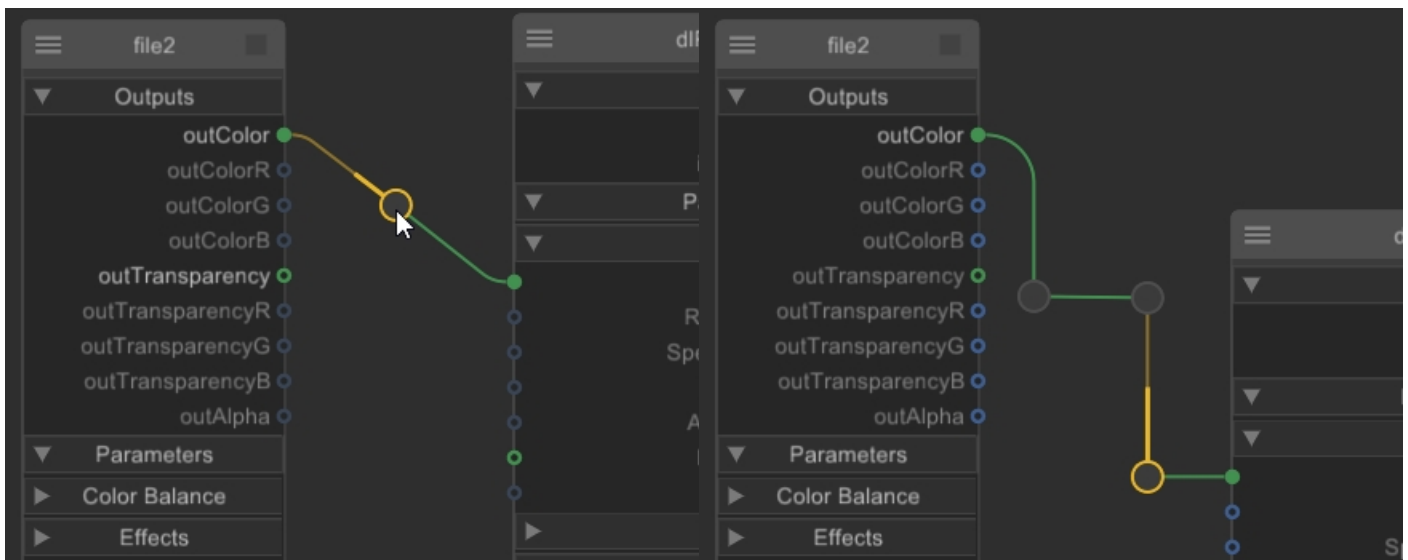 file2
Outputs
outColor
outColorR
outColorG
outColorB
outTransparency
outTransparencyR
outTransparencyG
outTransparencyB
outAlpha
Parameters
Color Balance
Effects
file2
Outputs
outColor
outColorR
outColorG
outColorB
outTransparency
outTransparencyR
outTransparencyG
outTransparencyB
outAlpha
Parameters
Color Balance
Effects